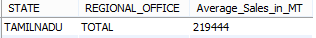 STATE REGIONAL_OFFICE Average_Sales_in_MT
TAMILNADU TOTAL 219444